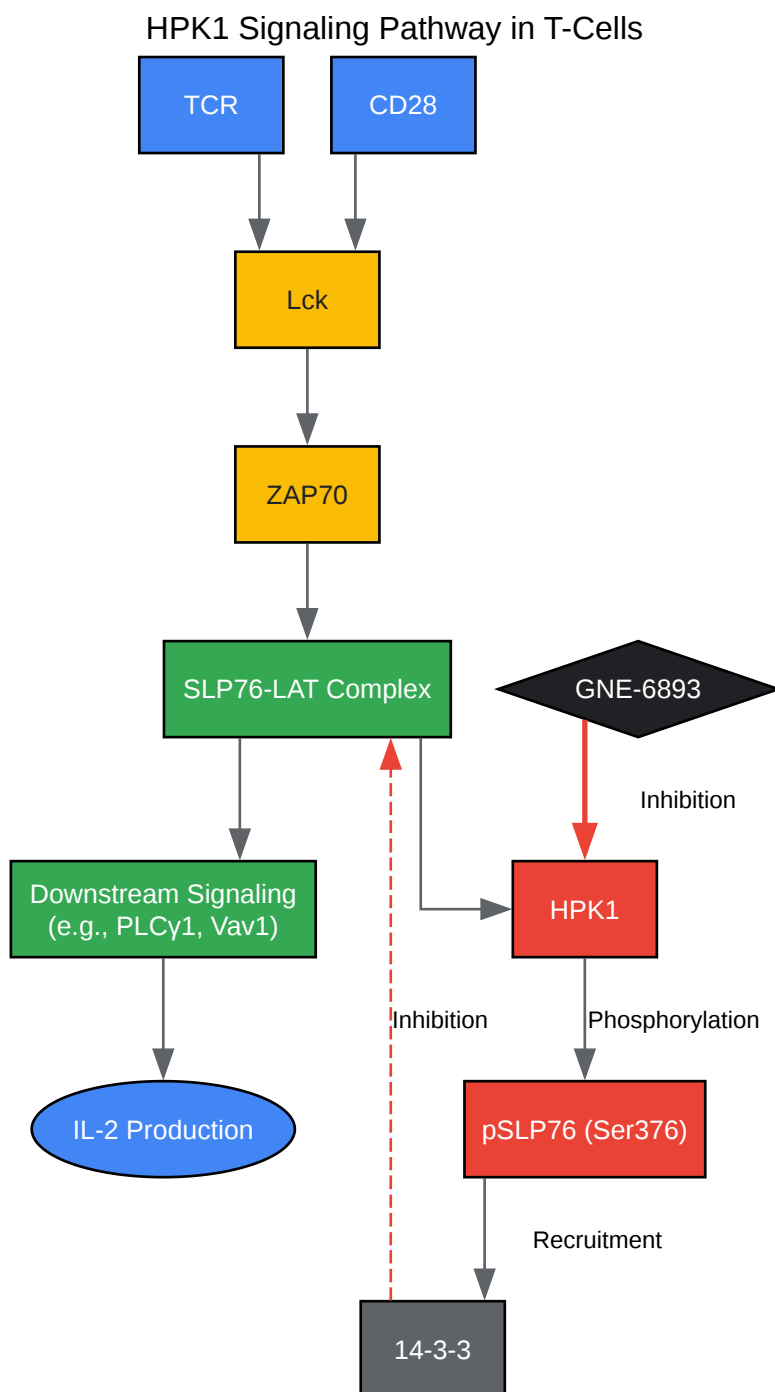 HPK1 Signaling Pathway in T-Cells
TCR
CD28
Lck
ZAP70
SLP76-LAT Complex
GNE-6893
Inhibition
Downstream Signaling
(e.g., PLCγ1, Vav1)
HPK1
Inhibition
Phosphorylation
IL-2 Production
pSLP76 (Ser376)
Recruitment
14-3-3